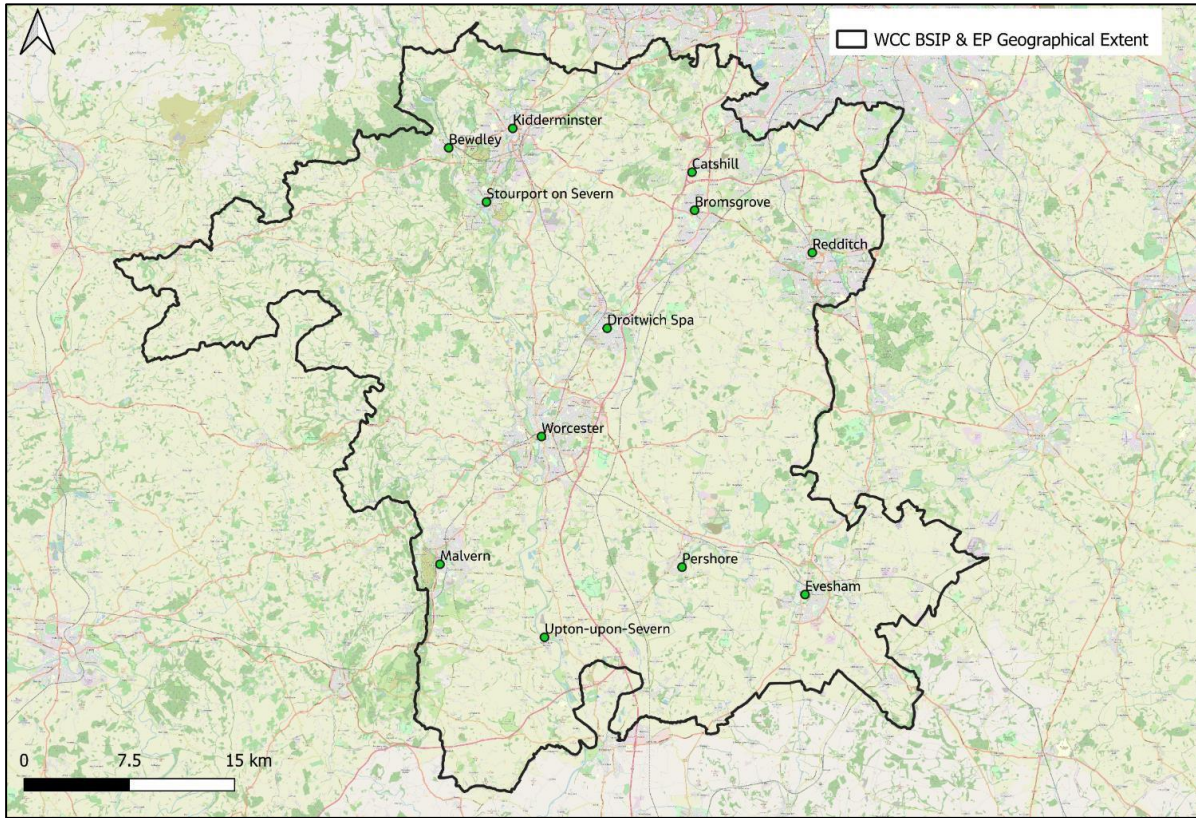 WCC BSIP & EP Geographical Extent
Kidderminster
Bewdley
Catshill
Stourport on Severn
Bromsgrove
Redditch
Droitwich Spa
Worcester
Malvern
Pershore
Evesham
Upton-upon-Severn
0 7.5 15 km